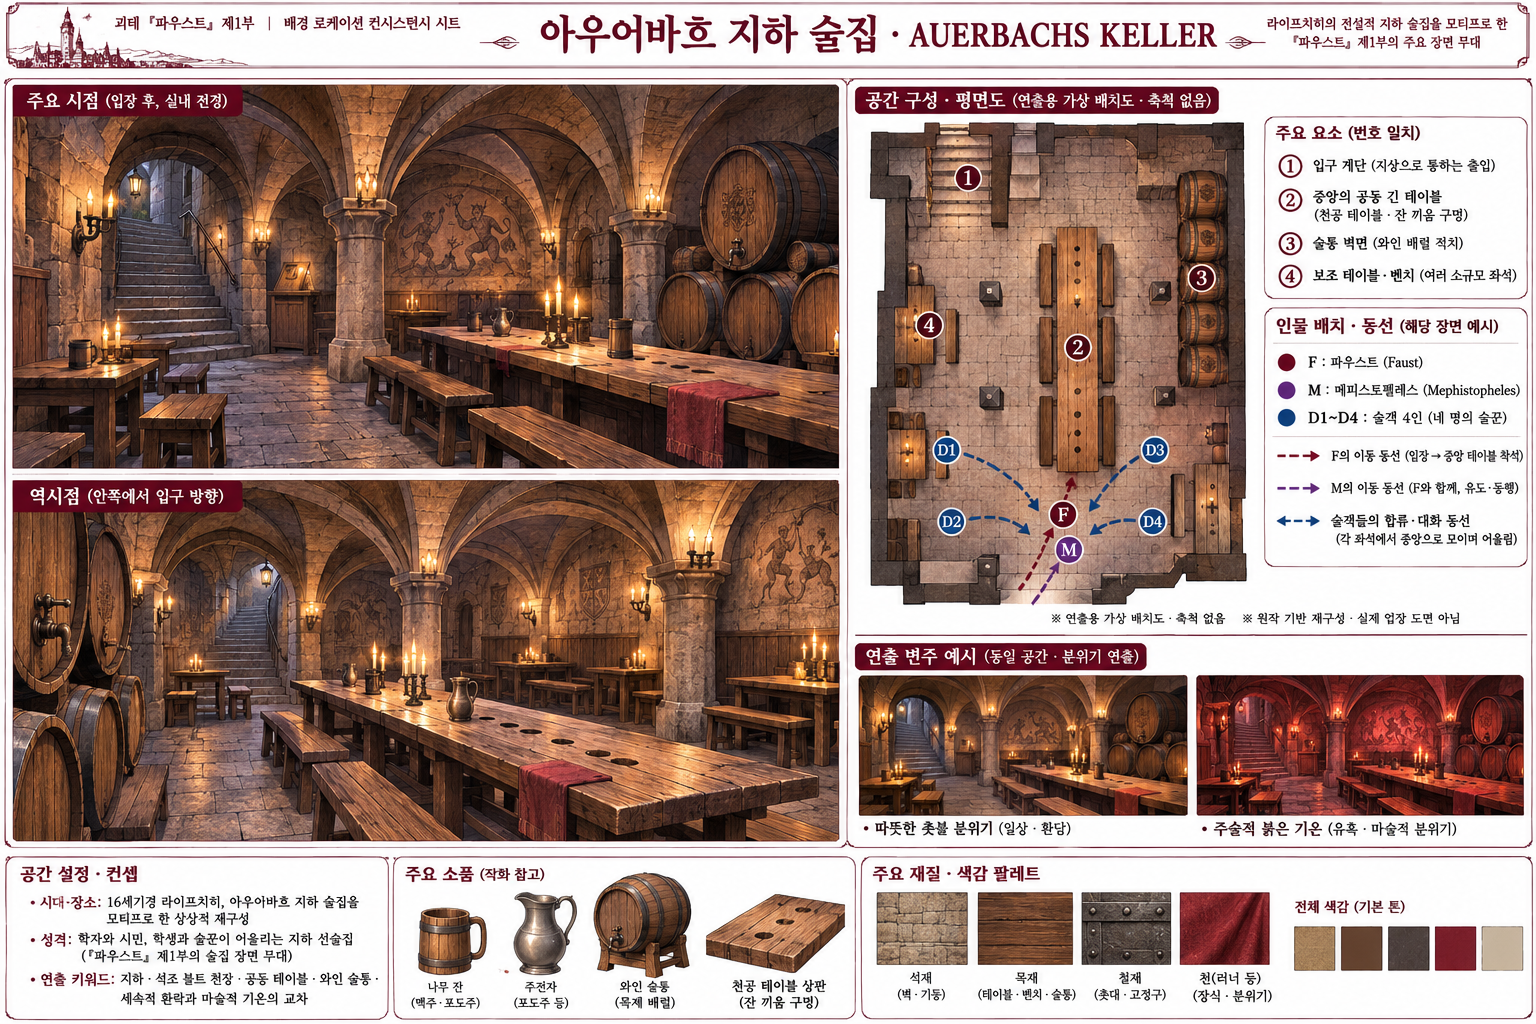 괴테 『파우스트』 제1부 | 배경 로케이션 컨시스턴시 시트
아우어바흐 지하 술집 · AUERBACHS KELLER
라이프치히의 전설적 지하 술집을 모티프로 한
『파우스트』 제1부의 주요 장면 무대
주요 시점 (입장 후, 실내 전경)
역시점 (안쪽에서 입구 방향)
공간 구성 · 평면도 (연출용 가상 배치도 · 축척 없음)
1
2
3
4
D1
D2
D3
D4
F
M
※ 연출용 가상 배치도 · 축척 없음 ※ 원작 기반 재구성 · 실제 업장 도면 아님
주요 요소 (번호 일치)
1 입구 계단 (지상으로 통하는 출입)
2 중앙의 공동 긴 테이블
(천공 테이블 · 잔 끼움 구멍)
3 술통 벽면 (와인 배럴 적치)
4 보조 테이블 · 벤치 (여러 소규모 좌석)
인물 배치 · 동선 (해당 장면 예시)
F : 파우스트 (Faust)
M : 메피스토펠레스 (Mephistopheles)
D1~D4 : 술객 4인 (네 명의 술꾼)
F의 이동 동선 (입장 → 중앙 테이블 착석)
M의 이동 동선 (F와 함께, 유도 · 동행)
술객들의 합류 · 대화 동선
(각 좌석에서 중앙으로 모이며 어울림)
연출 변주 예시 (동일 공간 · 분위기 연출)
• 따뜻한 촛불 분위기 (일상 · 환담)
• 주술적 붉은 기운 (유혹 · 마술적 분위기)
공간 설정 · 컨셉
• 시대·장소: 16세기경 라이프치히, 아우아바흐 지하 술집을
모티프로 한 상상적 재구성
• 성격: 학자와 시민, 학생과 술꾼이 어울리는 지하 선술집
(『파우스트』 제1부의 술집 장면 무대)
• 연출 키워드: 지하 · 석조 볼트 천장 · 공동 테이블 · 와인 술통 ·
세속적 환락과 마술적 기운의 교차
주요 소품 (작화 참고)
나무 잔
(맥주 · 포도주)
주전자
(포도주 등)
와인 술통
(목제 배럴)
천공 테이블 상판
(잔 끼움 구멍)
주요 재질 · 색감 팔레트
석재
(벽 · 기둥)
목재
(테이블 · 벤치 · 술통)
철재
(촛대 · 고정구)
천(러너 등)
(장식 · 분위기)
전체 색감 (기본 톤)